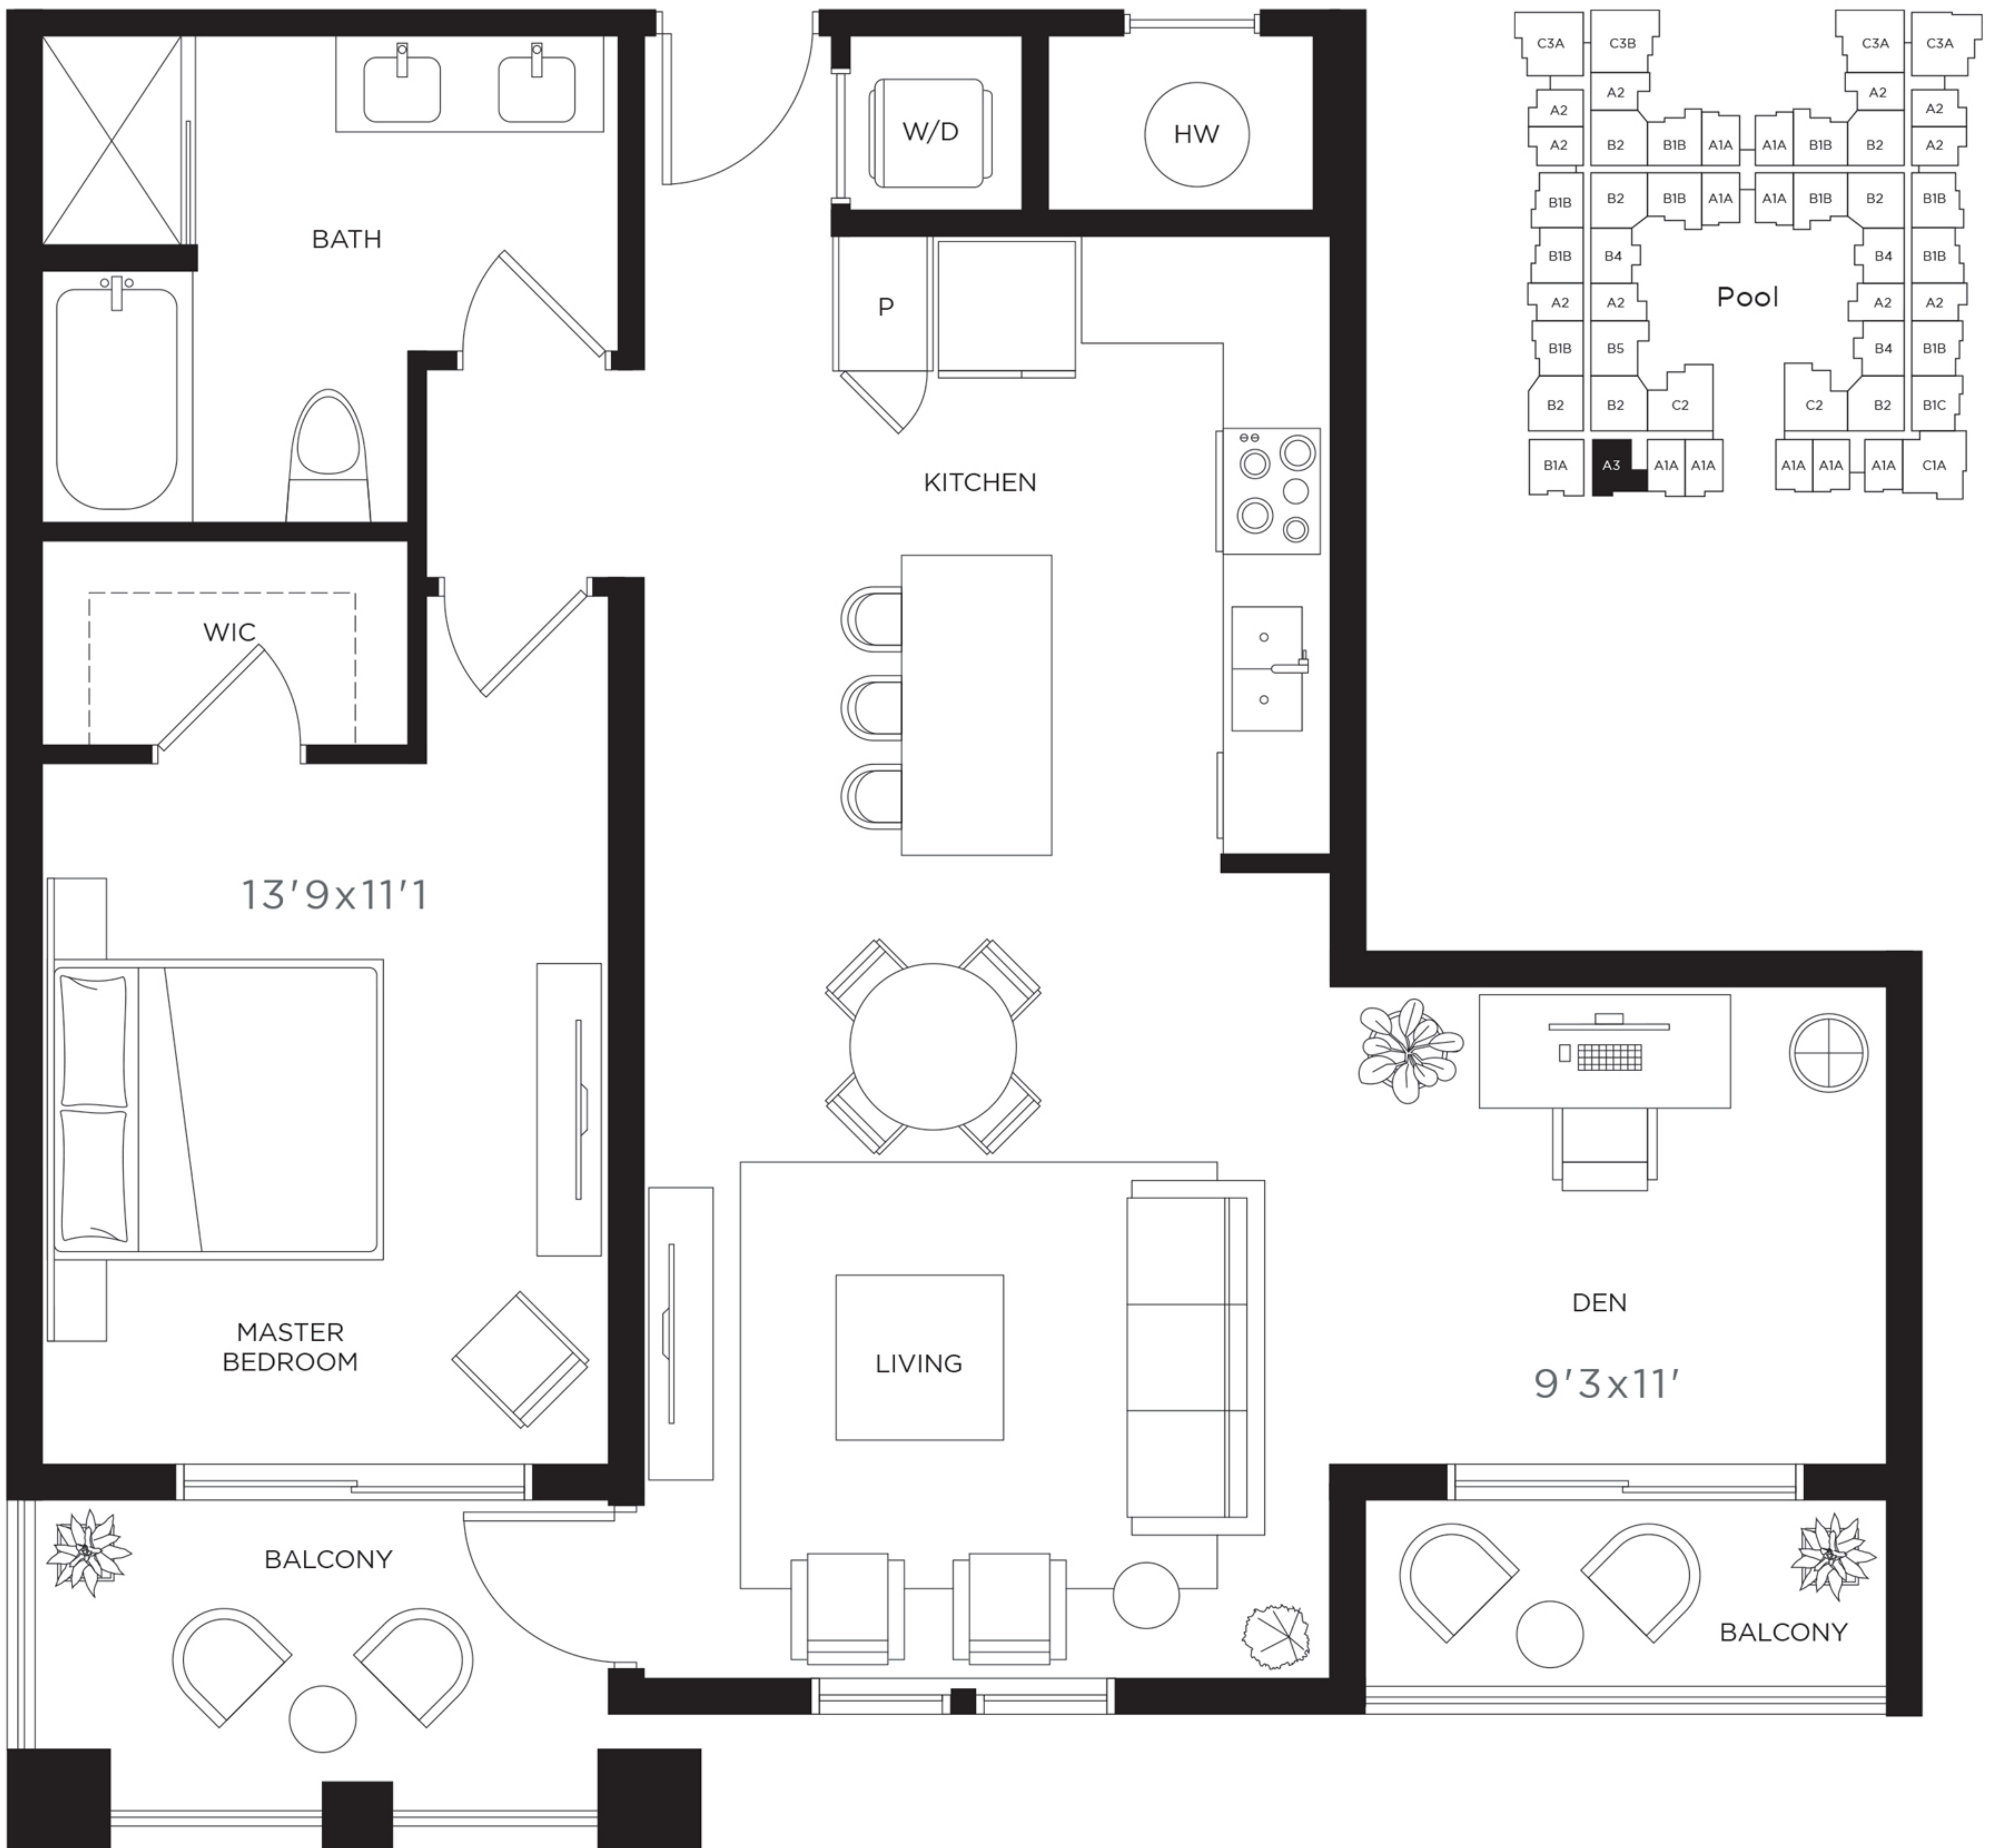 W/D
HW
BATH
P
KITCHEN
WIC
13'9x11'1
MASTER
BEDROOM
LIVING
DEN
9'3x11'
BALCONY
BALCONY
C3A C3B C3A C3A
A2 A2
A2 A2
A2 B2 B1B A1A A1A B1B B2 A2
B1B B2 B1B A1A A1A B1B B2 B1B
B1B B4 B4 B1B
Pool
A2 A2 A2 A2
B1B B5 B4 B1B
B2 B2 C2 C2 B2 B1C
B1A A3 A1A A1A A1A A1A A1A C1A